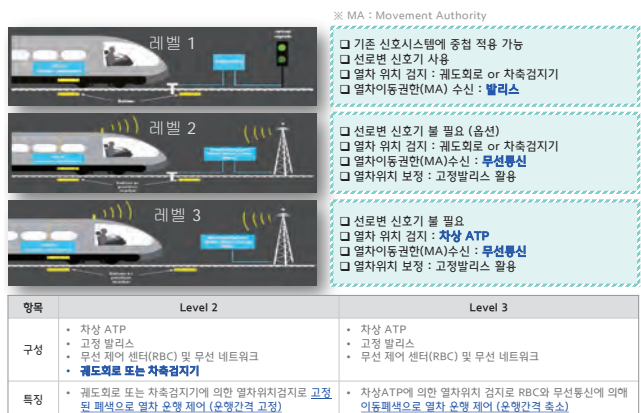 ※ MA : Movement Authority
레벨 1
❑ 기존 신호시스템에 중첩 적용 가능
❑ 선로변 신호기 사용
❑ 열차 위치 검지 : 궤도회로 or 차축검지기
❑ 열차이동권한(MA) 수신 : 발리스
레벨 2
❑ 선로변 신호기 불 필요 (옵션)
❑ 열차 위치 검지 : 궤도회로 or 차축검지기
❑ 열차이동권한(MA)수신 : 무선통신
❑ 열차위치 보정 : 고정발리스 활용
레벨 3
❑ 선로변 신호기 불 필요
❑ 열차 위치 검지 : 차상 ATP
❑ 열차이동권한(MA)수신 : 무선통신
❑ 열차위치 보정 : 고정발리스 활용
항목 Level 2 Level 3
구성
• 차상 ATP
• 고정 발리스
• 무선 제어 센터(RBC) 및 무선 네트워크
• 궤도회로 또는 차축검지기
• 차상 ATP
• 고정 발리스
• 무선 제어 센터(RBC) 및 무선 네트워크
특징
• 궤도회로 또는 차축검지기에 의한 열차위치검지로 고정
된 폐색으로 열차 운행 제어 (운행간격 고정)
• 차상ATP에 의한 열차위치 검지로 RBC와 무선통신에 의해
이동폐색으로 열차 운행 제어 (운행간격 축소)